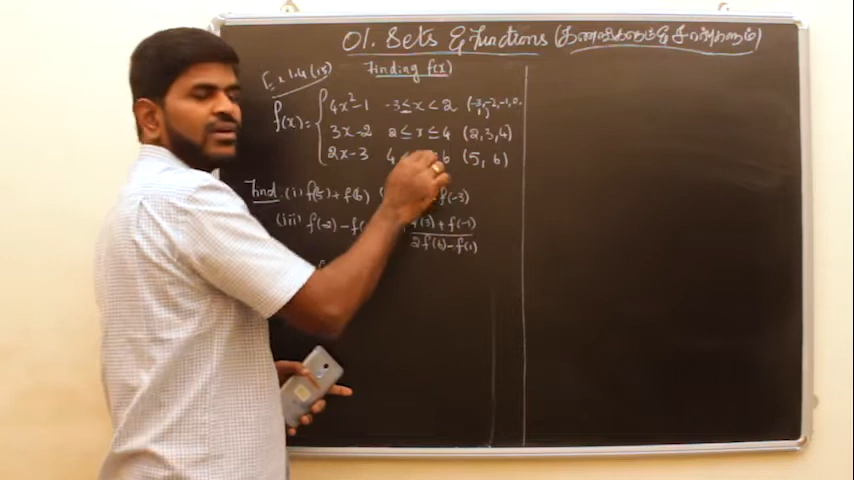 01. Sets & Functions (கணங்களும் & சார்புகளும்)
Ex 1.4 (15) Finding f(x)
f(x) = { 4x²-1 -3 ≤ x < 2 (-3,-2,-1,0,1)
3x-2 2 ≤ x ≤ 4 (2,3,4)
2x-3 4 6 (5, 6)
Find. (i) f(5) + f(6) f(-3)
(iii) f(-2) - f( f(3) + f(-1)
2f(6) - f(1)